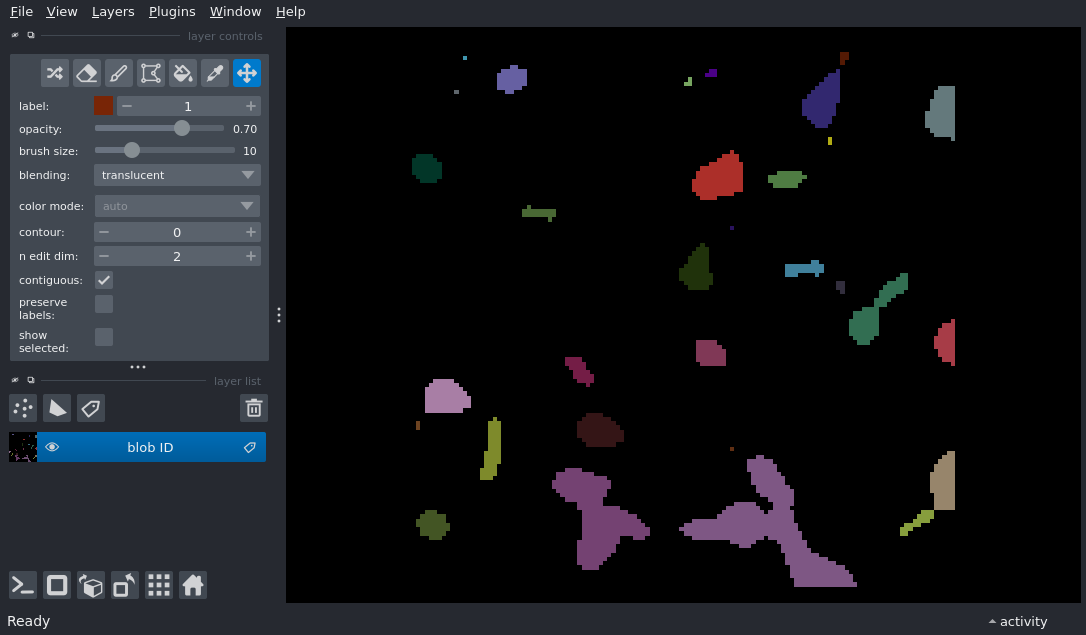 File View Layers Plugins Window Help
layer controls
label: 1
opacity: 0.70
brush size: 10
blending: translucent
color mode: auto
contour: 0
n edit dim: 2
contiguous:
preserve
labels:
show
selected:
layer list
blob ID
Ready
activity